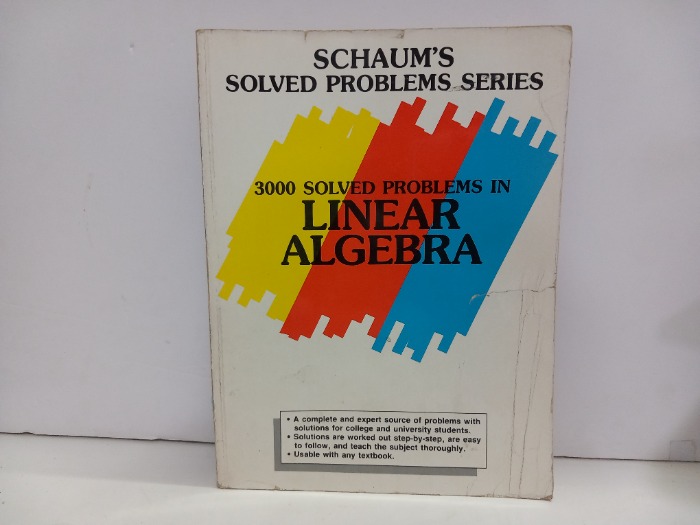 SCHAUM'S
SOLVED PROBLEMS SERIES
3000 SOLVED PROBLEMS IN
LINEAR
ALGEBRA
• A complete and expert source of problems with
solutions for college and university students.
• Solutions are worked out step-by-step, are easy
to follow, and teach the subject thoroughly.
• Usable with any textbook.